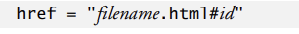 href = "filename.html#id"